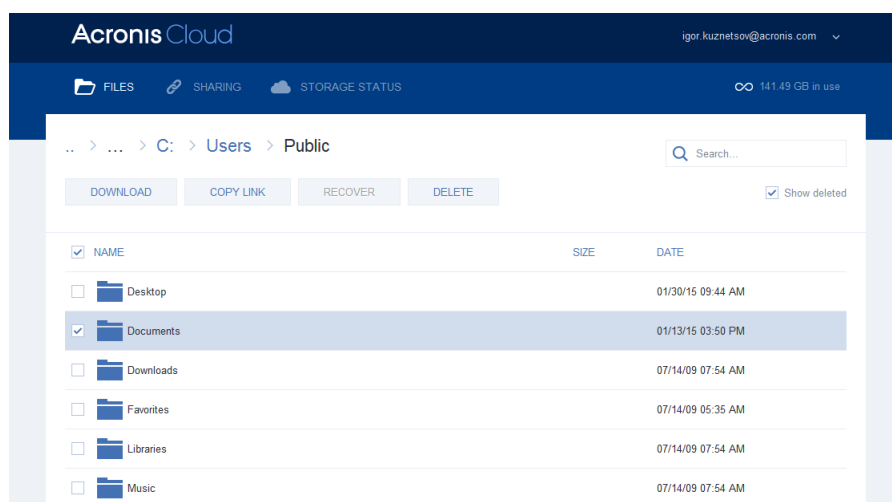 Acronis Cloud
igor.kuznetsov@acronis.com
FILES SHARING STORAGE STATUS 141.49 GB in use
.. > ... > C: > Users > Public
Search...
DOWNLOAD COPY LINK RECOVER DELETE Show deleted
NAME SIZE DATE
Desktop 01/30/15 09:44 AM
Documents 01/13/15 03:50 PM
Downloads 07/14/09 07:54 AM
Favorites 07/14/09 05:35 AM
Libraries 07/14/09 07:54 AM
Music 07/14/09 07:54 AM